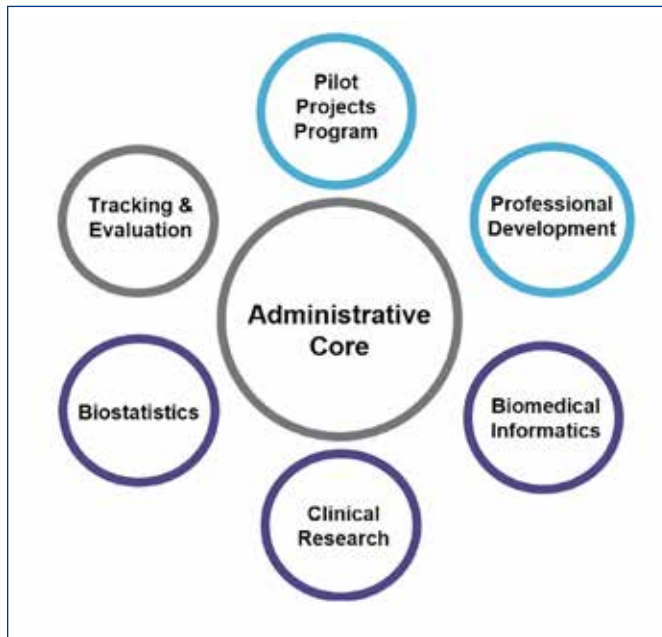 Pilot
Projects
Program
Tracking &
Evaluation
Professional
Development
Administrative
Core
Biostatistics
Biomedical
Informatics
Clinical
Research